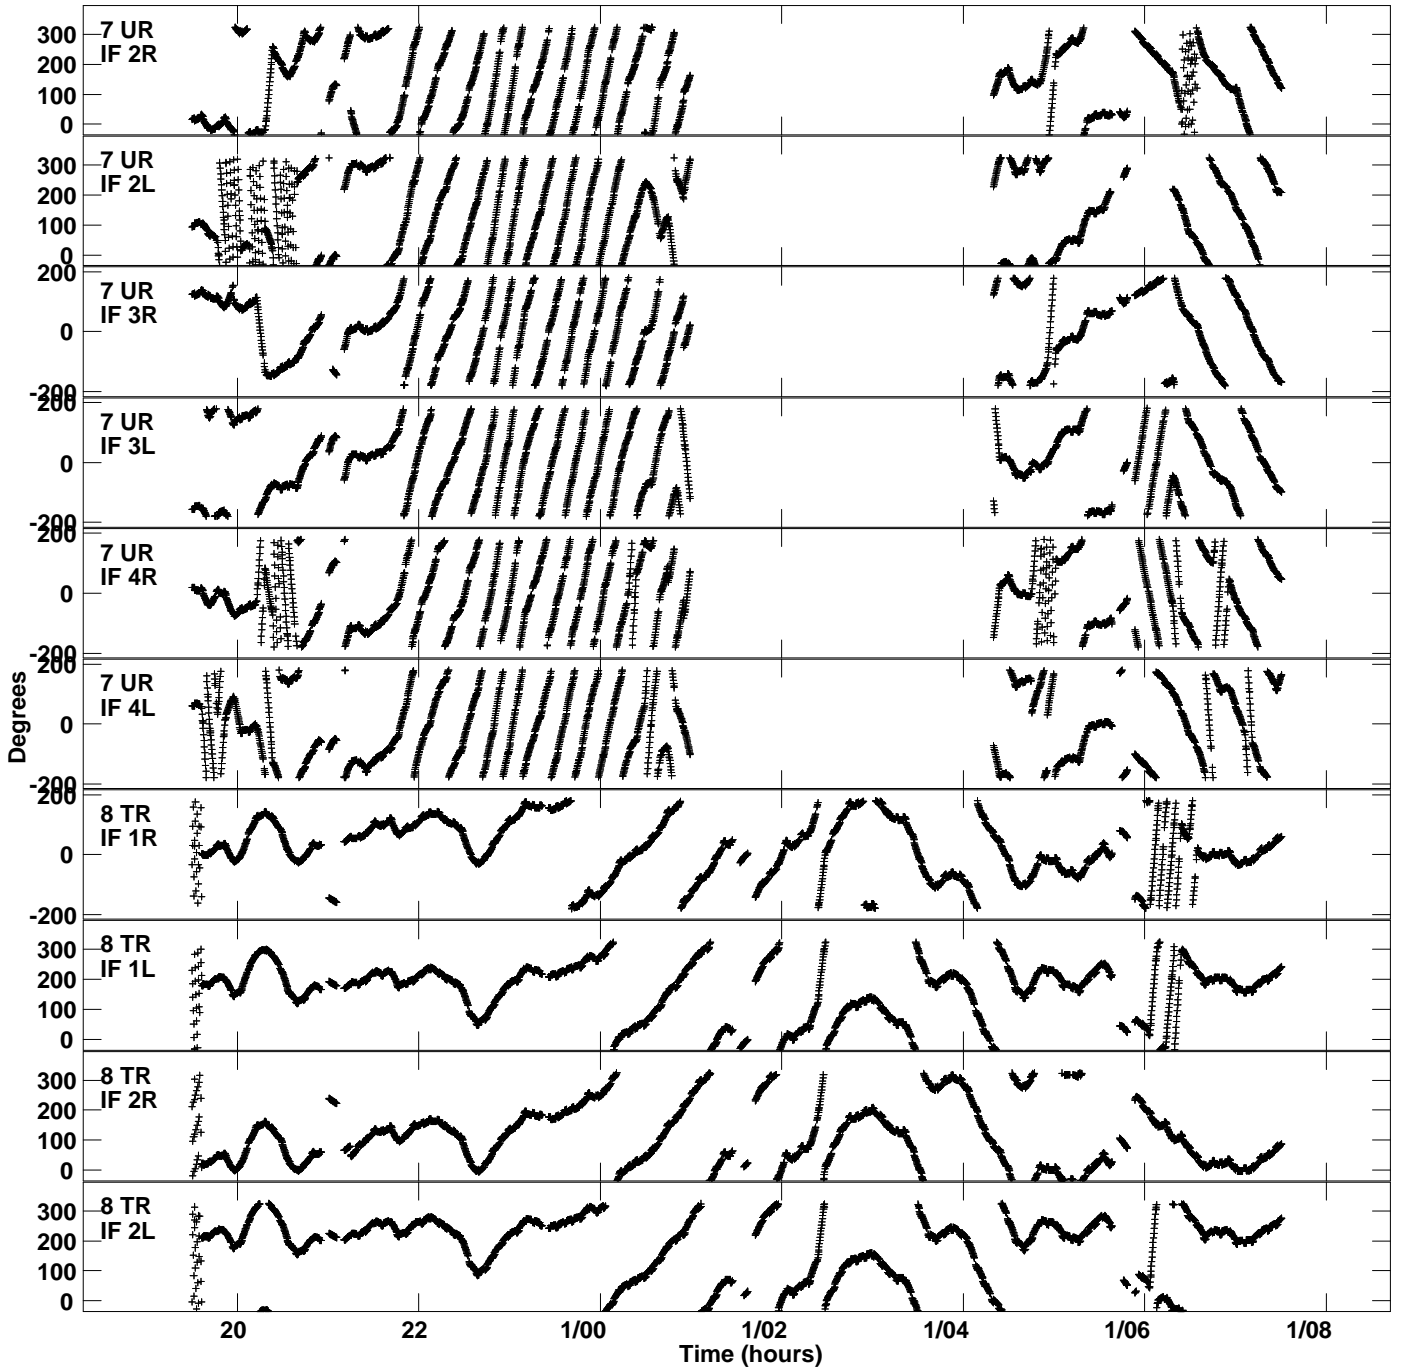 7 UR
IF 2R
300
200
100
0
7 UR
IF 2L
300
200
100
0
7 UR
IF 3R
200
0
-200
7 UR
IF 3L
200
0
-200
7 UR
IF 4R
200
0
-200
7 UR
IF 4L
200
0
-200
8 TR
IF 1R
200
0
-200
8 TR
IF 1L
300
200
100
0
8 TR
IF 2R
300
200
100
0
8 TR
IF 2L
300
200
100
0
Degrees
20 22 1/00 1/02 1/04 1/06 1/08
Time (hours)